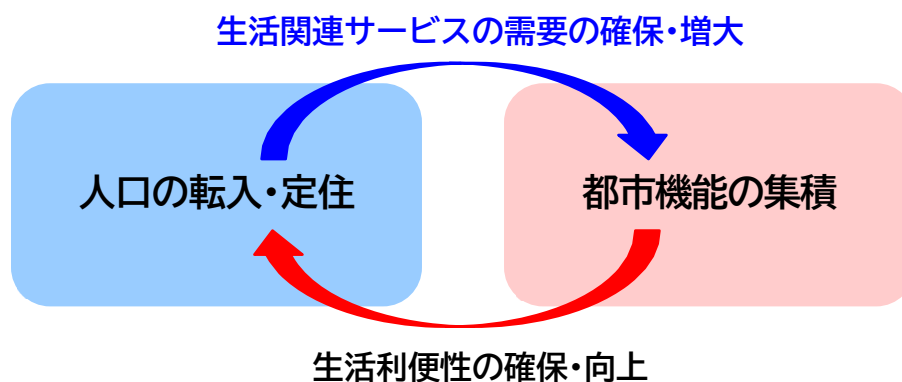 生活関連サービスの需要の確保・増大
人口の転入・定住
都市機能の集積
生活利便性の確保・向上